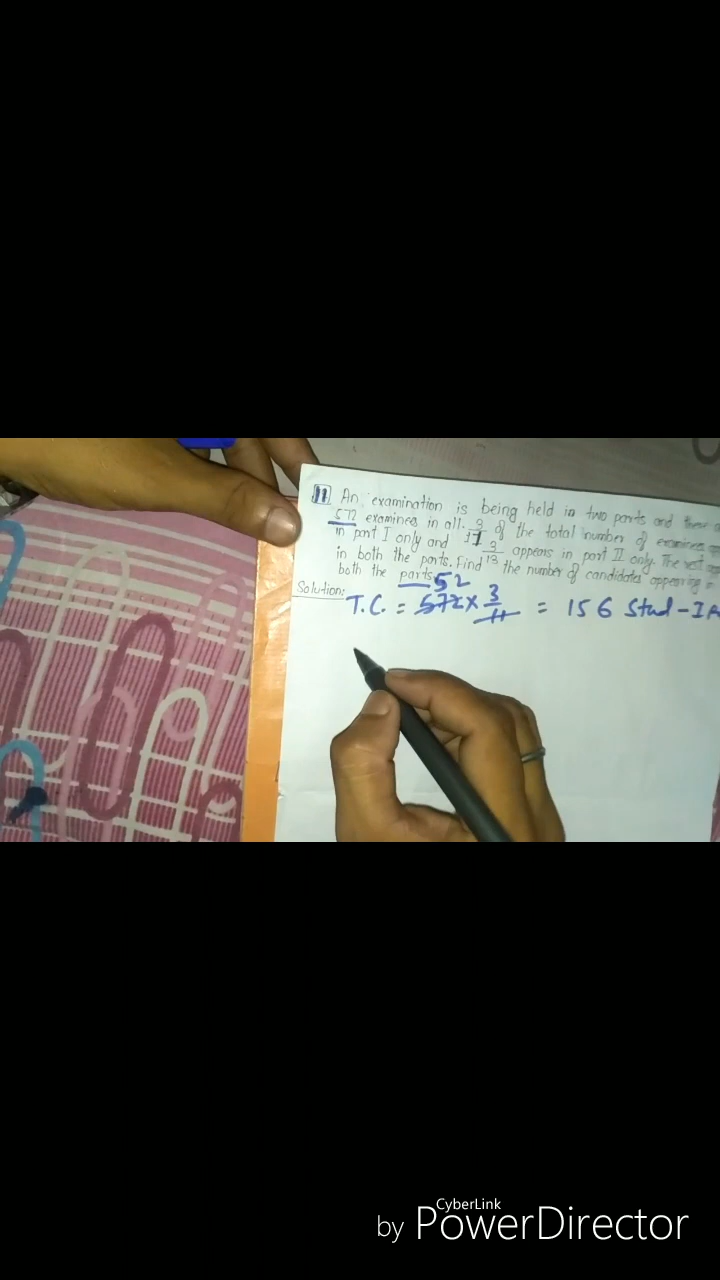 11 An examination is being held in two parts and there
572 examinees in all. 3/11 of the total number of examinees
in part I only and 3/13 appears in part II only. The rest
in both the parts. Find the number of candidates appearing in
both the parts.
52
Solution: T.C. = 572 x 3/11 = 156 Stud - I
CyberLink
by PowerDirector